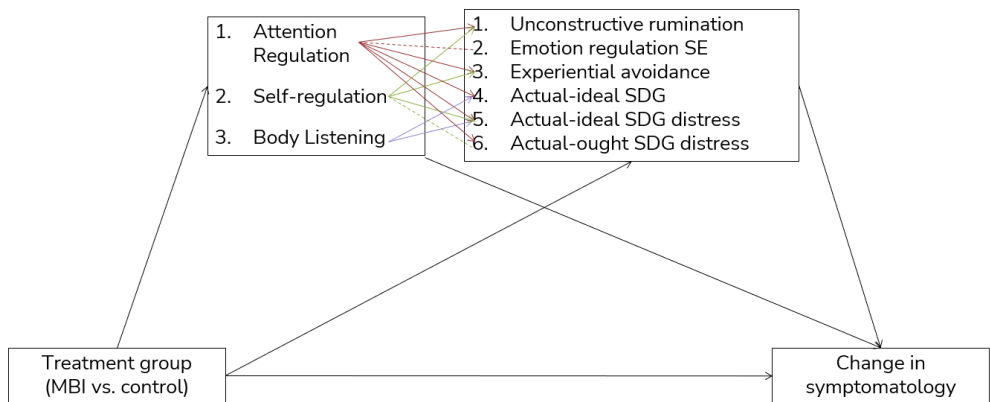 1. Attention
Regulation
2. Self-regulation
3. Body Listening
1. Unconstructive rumination
2. Emotion regulation SE
3. Experiential avoidance
4. Actual-ideal SDG
5. Actual-ideal SDG distress
6. Actual-ought SDG distress
Treatment group
(MBI vs. control)
Change in
symptomatology